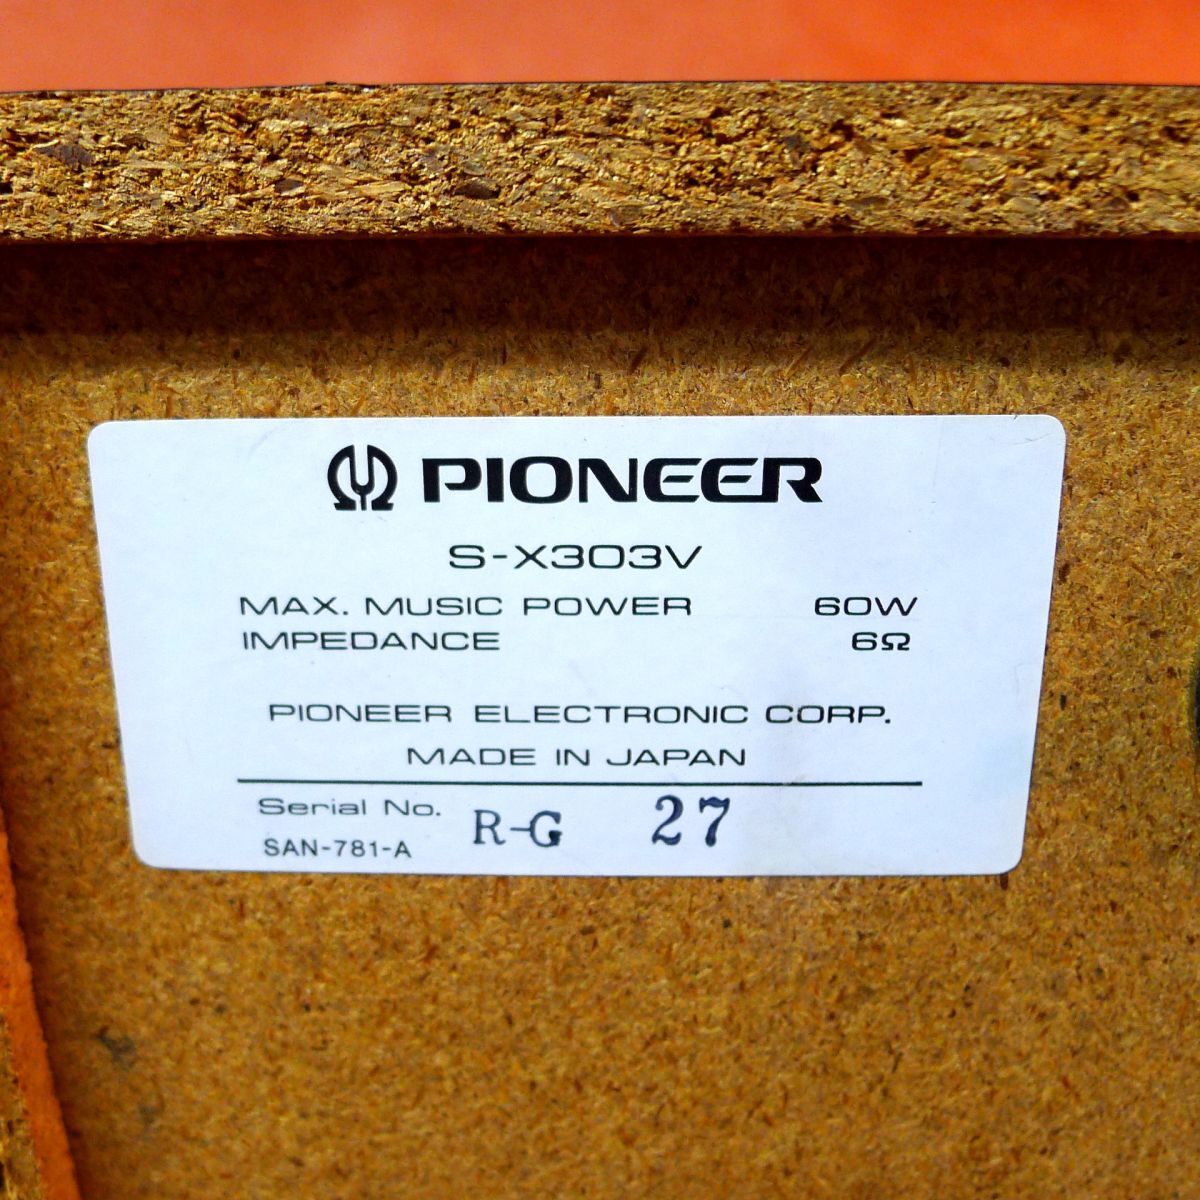 PIONEER
S-X303V
MAX. MUSIC POWER 60W
IMPEDANCE 6Ω
PIONEER ELECTRONIC CORP.
MADE IN JAPAN
Serial No. R-G 27
SAN-781-A